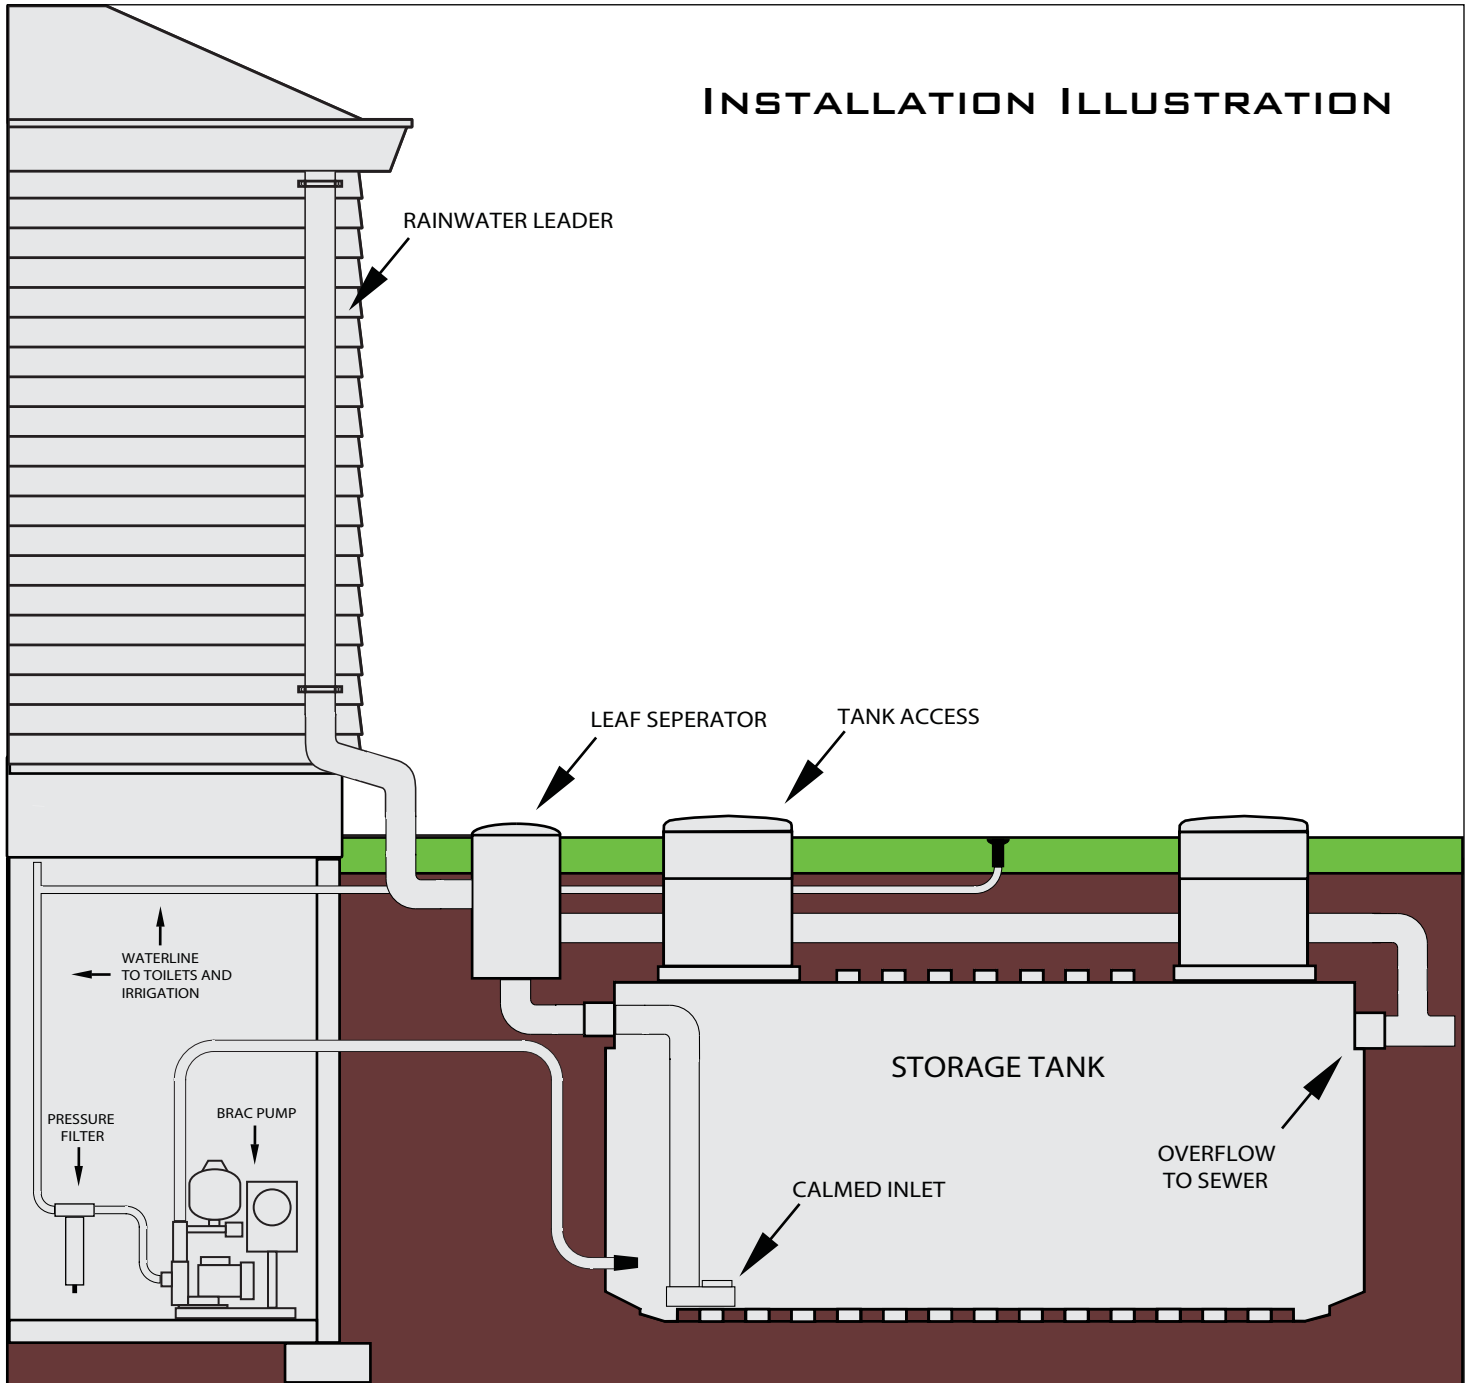 INSTALLATION ILLUSTRATION
RAINWATER LEADER
LEAF SEPERATOR
TANK ACCESS
WATERLINE
TO TOILETS AND
IRRIGATION
STORAGE TANK
PRESSURE
FILTER
BRAC PUMP
OVERFLOW
TO SEWER
CALMED INLET